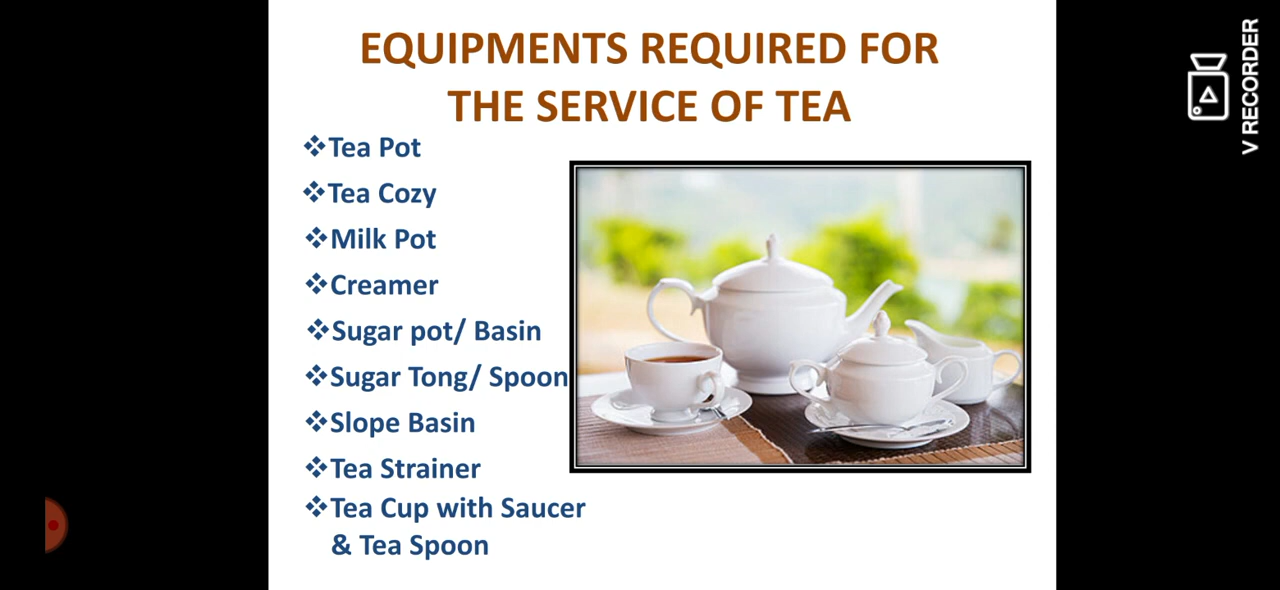 EQUIPMENTS REQUIRED FOR
THE SERVICE OF TEA
❖Tea Pot
❖Tea Cozy
❖Milk Pot
❖Creamer
❖Sugar pot/ Basin
❖Sugar Tong/ Spoon
❖Slope Basin
❖Tea Strainer
❖Tea Cup with Saucer
& Tea Spoon
V RECORDER